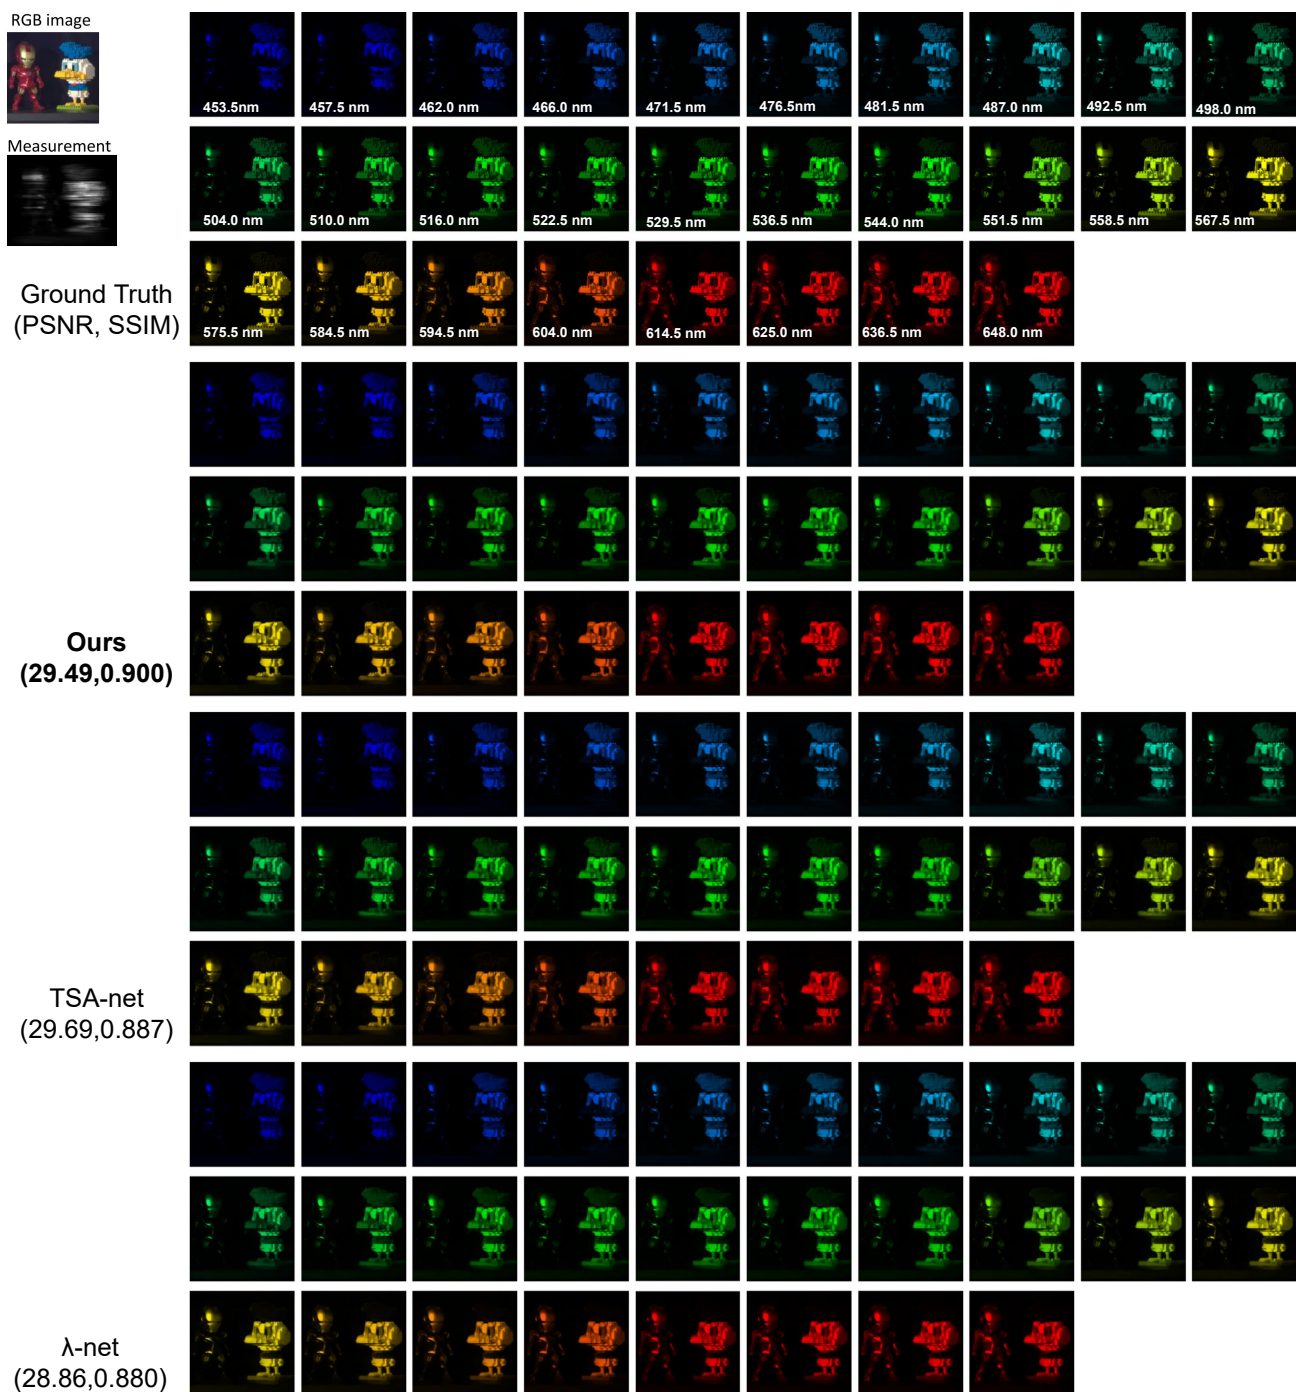 RGB image
453.5nm 457.5 nm 462.0 nm 466.0 nm 471.5 nm 476.5nm 481.5 nm 487.0 nm 492.5 nm 498.0 nm
Measurement
504.0 nm 510.0 nm 516.0 nm 522.5 nm 529.5 nm 536.5 nm 544.0 nm 551.5 nm 558.5 nm 567.5 nm
Ground Truth
(PSNR, SSIM)
575.5 nm 584.5 nm 594.5 nm 604.0 nm 614.5 nm 625.0 nm 636.5 nm 648.0 nm
Ours
(29.49,0.900)
TSA-net
(29.69,0.887)
λ-net
(28.86,0.880)